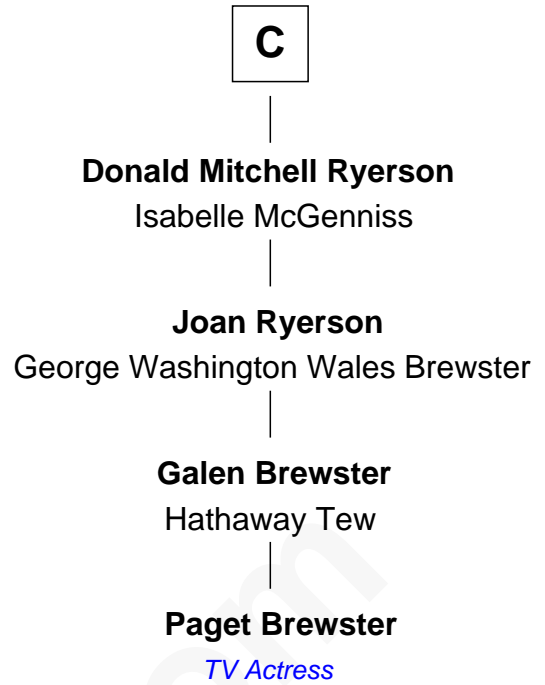 C
Donald Mitchell Ryerson
Isabelle McGenniss
Joan Ryerson
George Washington Wales Brewster
Galen Brewster
Hathaway Tew
Paget Brewster
TV Actress